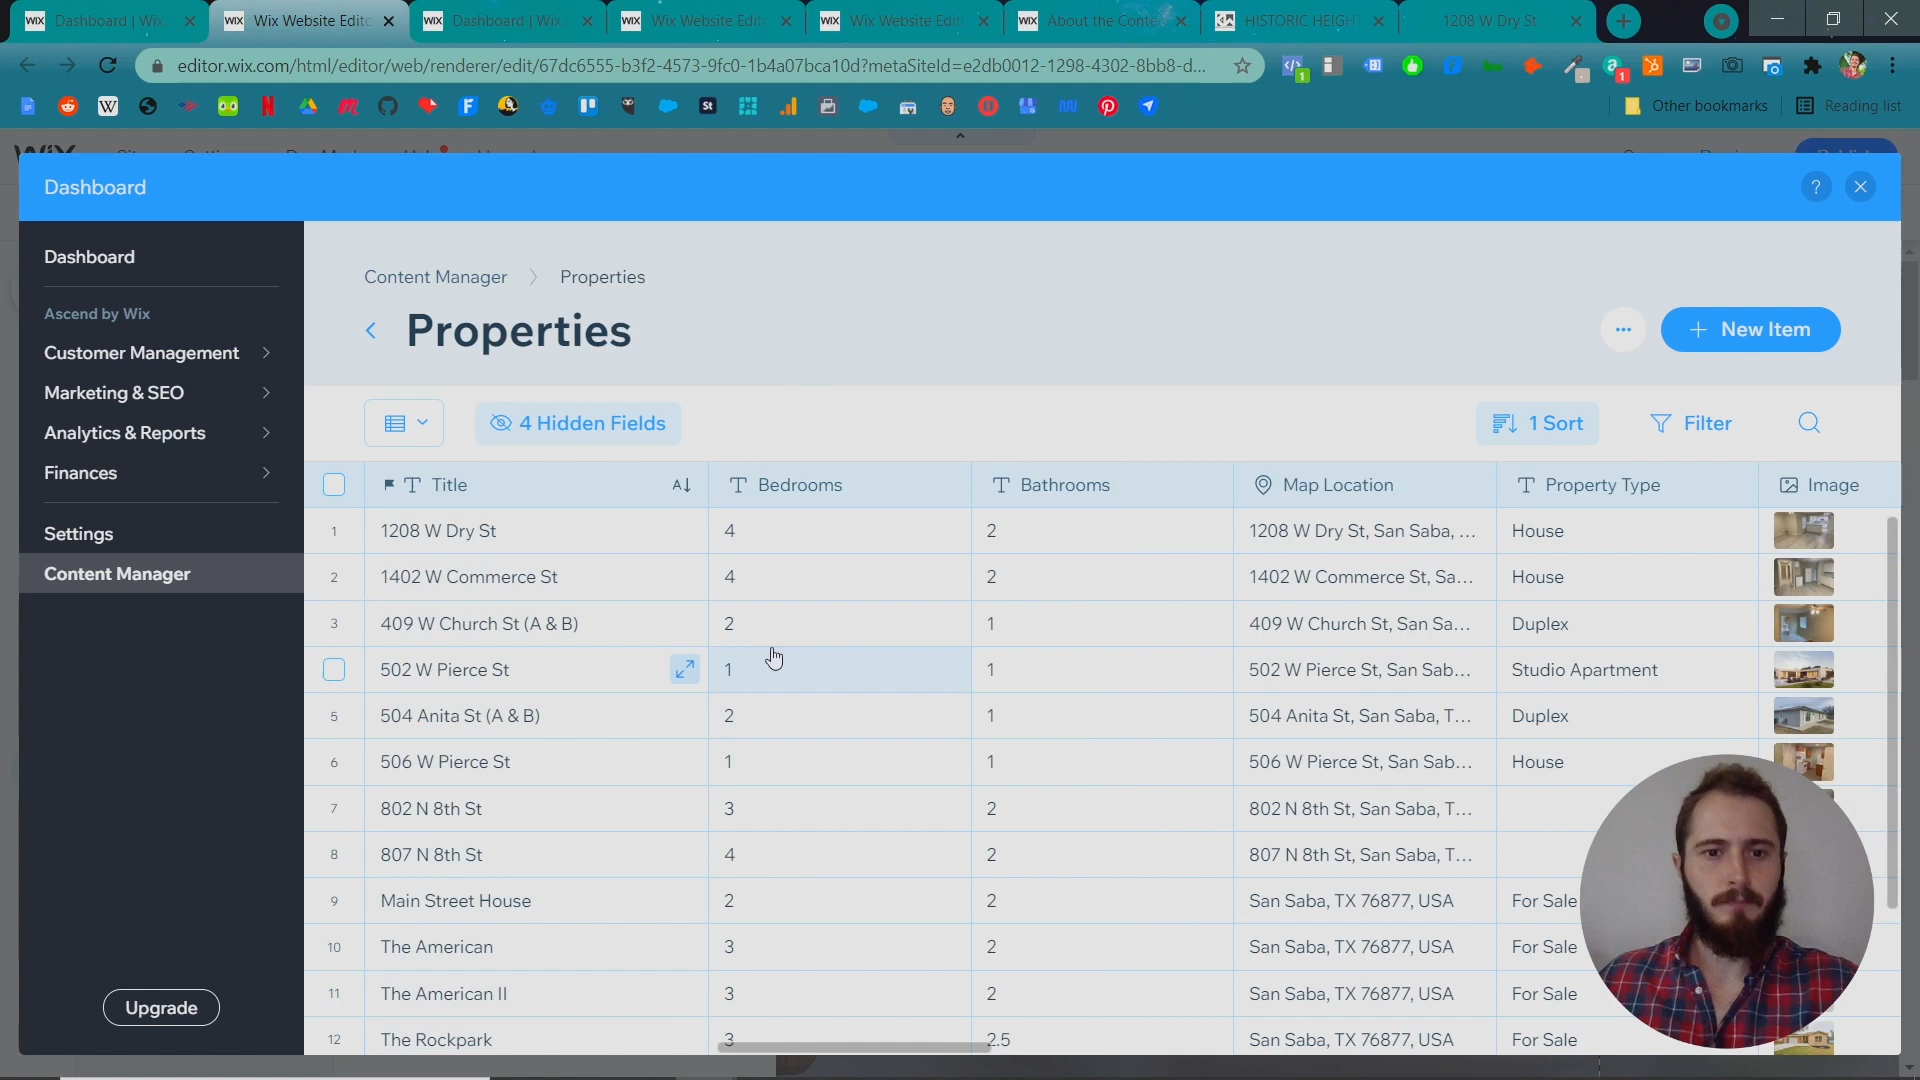 Dashboard | Wix.
Wix Website Edito
Dashboard | Wix.
Wix Website Edito
Wix Website Edit
About the Conte
HISTORIC HEIGHT
1208 W Dry St
editor.wix.com/html/editor/web/renderer/edit/67dc6555-b3f2-4573-9fc0-1b4a07bca10d?metaSiteId=e2db0012-1298-4302-8bb8-d...
Other bookmarks
Reading list
Dashboard
?
Dashboard
Ascend by Wix
Customer Management
Marketing & SEO
Analytics & Reports
Finances
Settings
Content Manager
Upgrade
Content Manager > Properties
Properties
+ New Item
4 Hidden Fields
1 Sort
Filter
Title Bedrooms Bathrooms Map Location Property Type Image
1 1208 W Dry St 4 2 1208 W Dry St, San Saba, ... House
2 1402 W Commerce St 4 2 1402 W Commerce St, Sa... House
3 409 W Church St (A & B) 2 1 409 W Church St, San Sa... Duplex
502 W Pierce St 1 1 502 W Pierce St, San Sab... Studio Apartment
5 504 Anita St (A & B) 2 1 504 Anita St, San Saba, T... Duplex
6 506 W Pierce St 1 1 506 W Pierce St, San Sab... House
7 802 N 8th St 3 2 802 N 8th St, San Saba, T...
8 807 N 8th St 4 2 807 N 8th St, San Saba, T...
9 Main Street House 2 2 San Saba, TX 76877, USA For Sale
10 The American 3 2 San Saba, TX 76877, USA For Sale
11 The American II 3 2 San Saba, TX 76877, USA For Sale
12 The Rockpark 3 2.5 San Saba, TX 76877, USA For Sale